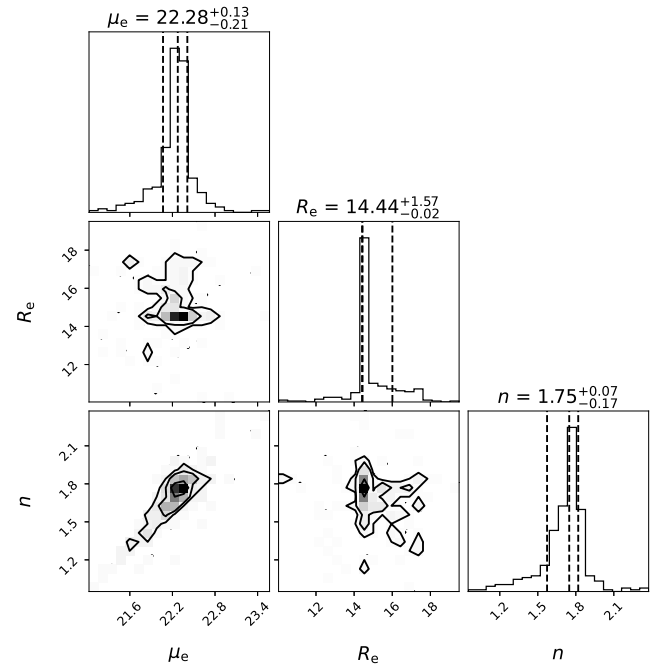 μe = 22.28+0.13−0.21
Re = 14.44+1.57−0.02
n = 1.75+0.07−0.17
Re
18
16
14
12
n
2.1
1.8
1.5
1.2
21.6 22.2 22.8 23.4
12 14 16 18
1.2 1.5 1.8 2.1
μe
Re
n